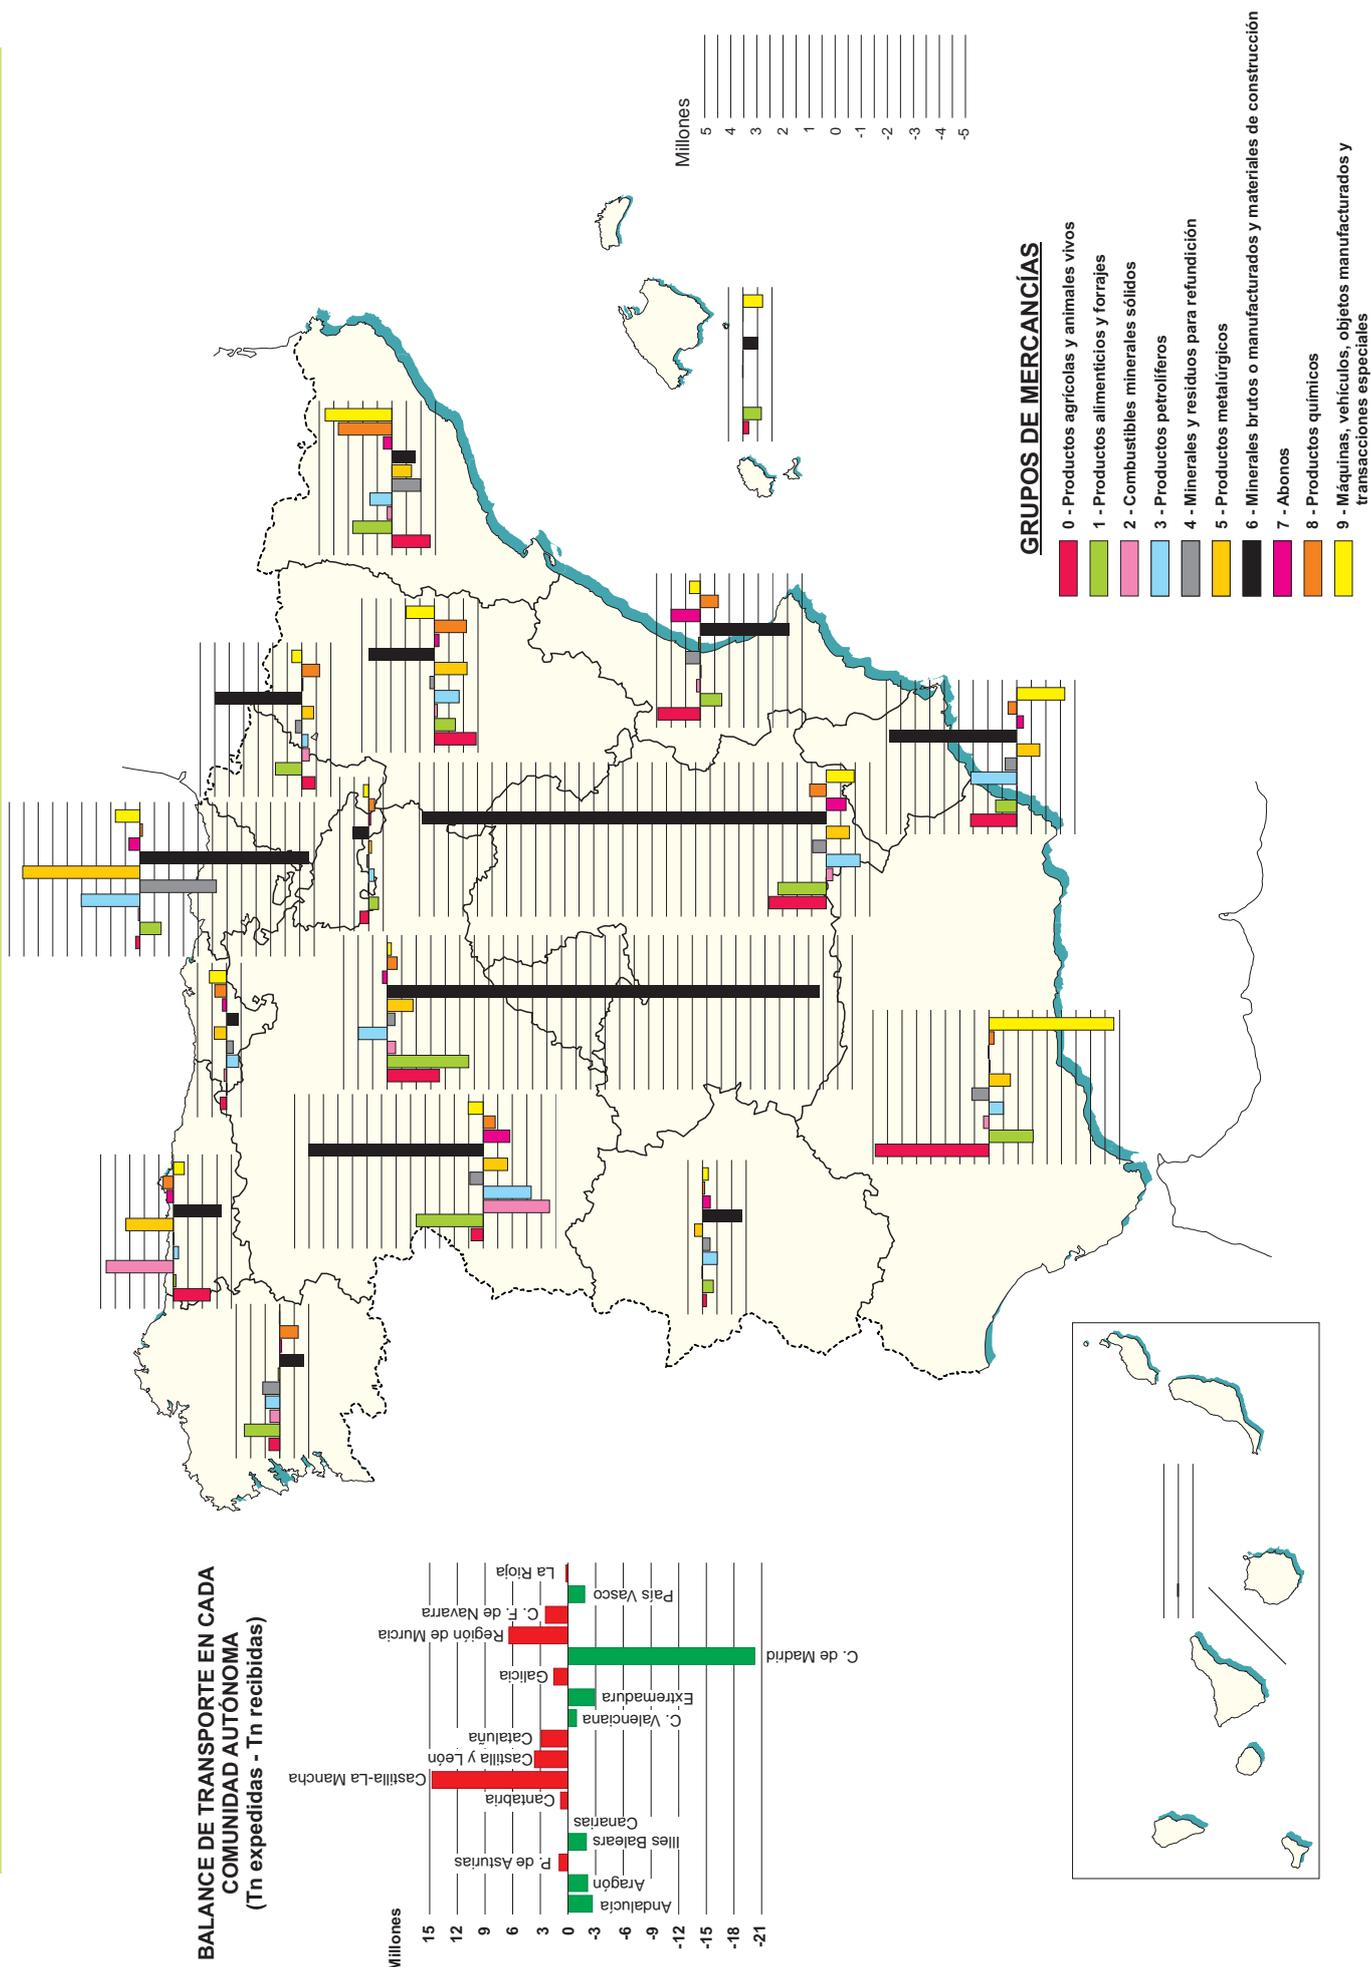 BALANCE DE TRANSPORTE EN CADA
COMUNIDAD AUTÓNOMA
(Tn expedidas - Tn recibidas)
Millones
15
12
9
6
3
0
-3
-6
-9
-12
-15
-18
-21
Andalucía
Aragón
P. de Asturias
Illes Balears
Canarias
Cantabria
Castilla-La Mancha
Castilla y León
Cataluña
C. Valenciana
Extremadura
Galicia
C. de Madrid
Región de Murcia
C. F. de Navarra
País Vasco
La Rioja
Millones
5
4
3
2
1
0
-1
-2
-3
-4
-5
GRUPOS DE MERCANCÍAS
0 - Productos agrícolas y animales vivos
1 - Productos alimenticios y forrajes
2 - Combustibles minerales sólidos
3 - Productos petrolíferos
4 - Minerales y residuos para refundición
5 - Productos metalúrgicos
6 - Minerales brutos o manufacturados y materiales de construcción
7 - Abonos
8 - Productos químicos
9 - Máquinas, vehículos, objetos manufacturados y
transacciones especiales